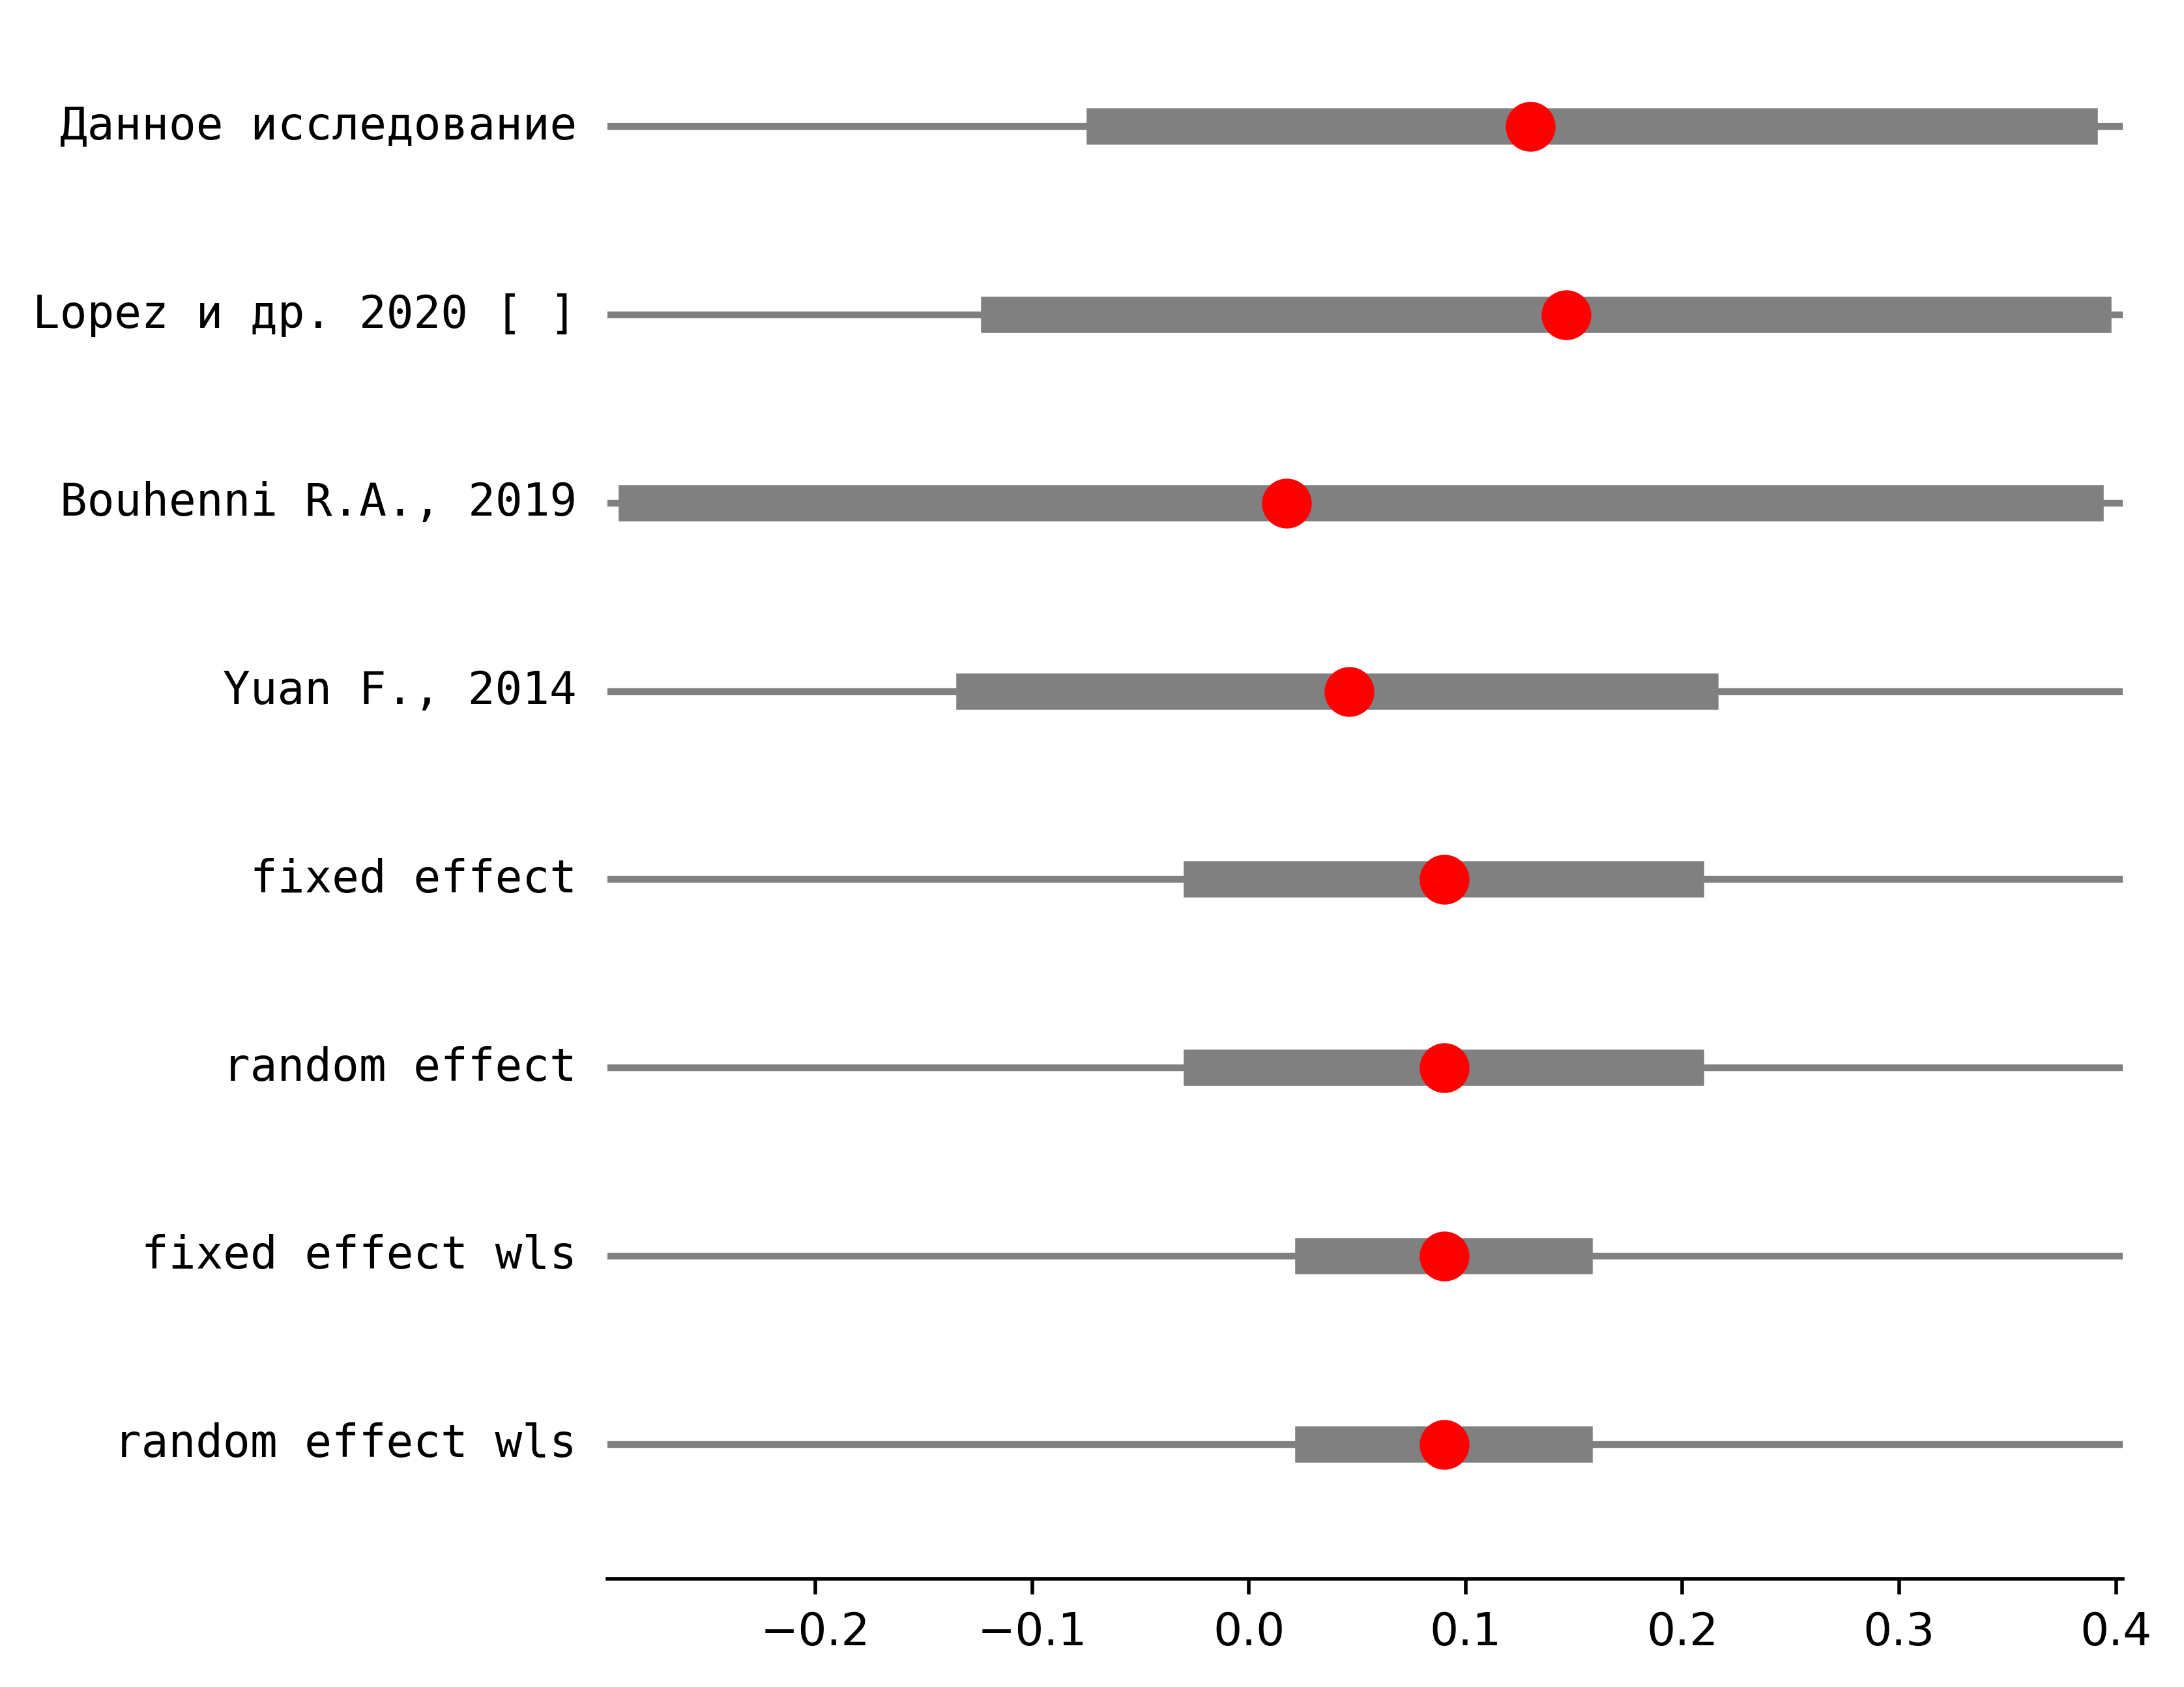 Данное исследование
Lopez и др. 2020 [ ]
Bouhenni R.A., 2019
Yuan F., 2014
fixed effect
random effect
fixed effect wls
random effect wls
−0.2 −0.1 0.0 0.1 0.2 0.3 0.4